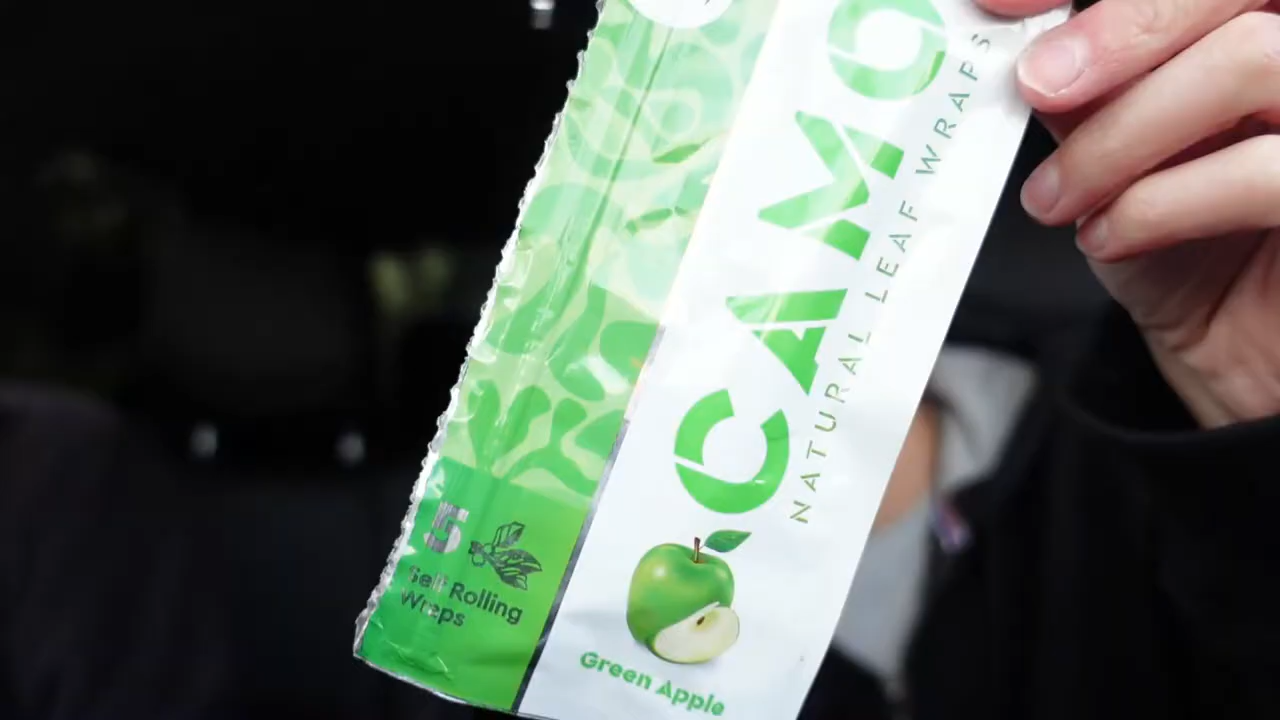 CAMO
NATURAL LEAF WRAPS
5
Self Rolling
Wraps
Green Apple